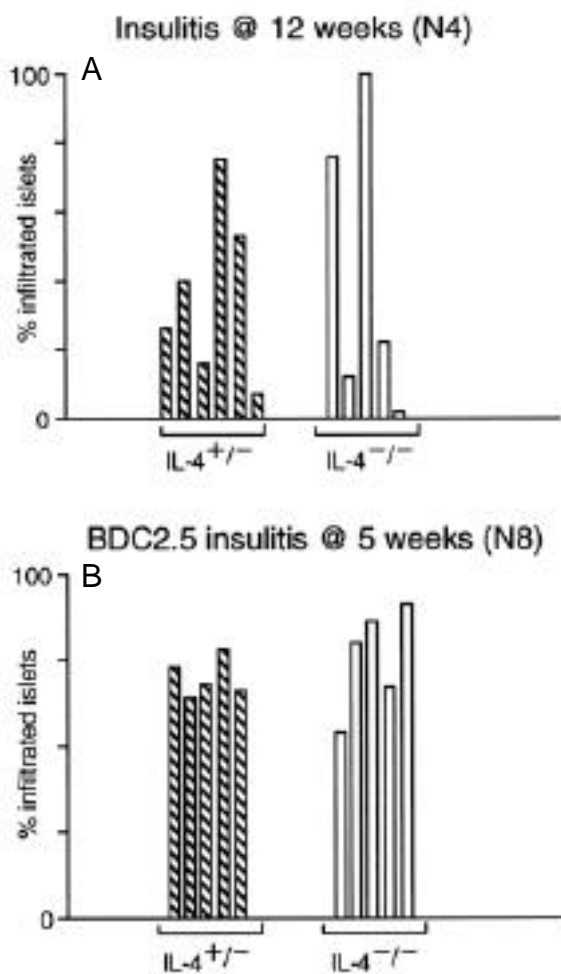 Insulitis @ 12 weeks (N4)
A
100
% infiltrated islets
0
IL-4+/− IL-4−/−
BDC2.5 insulitis @ 5 weeks (N8)
B
100
% infiltrated islets
0
IL-4+/− IL-4−/−